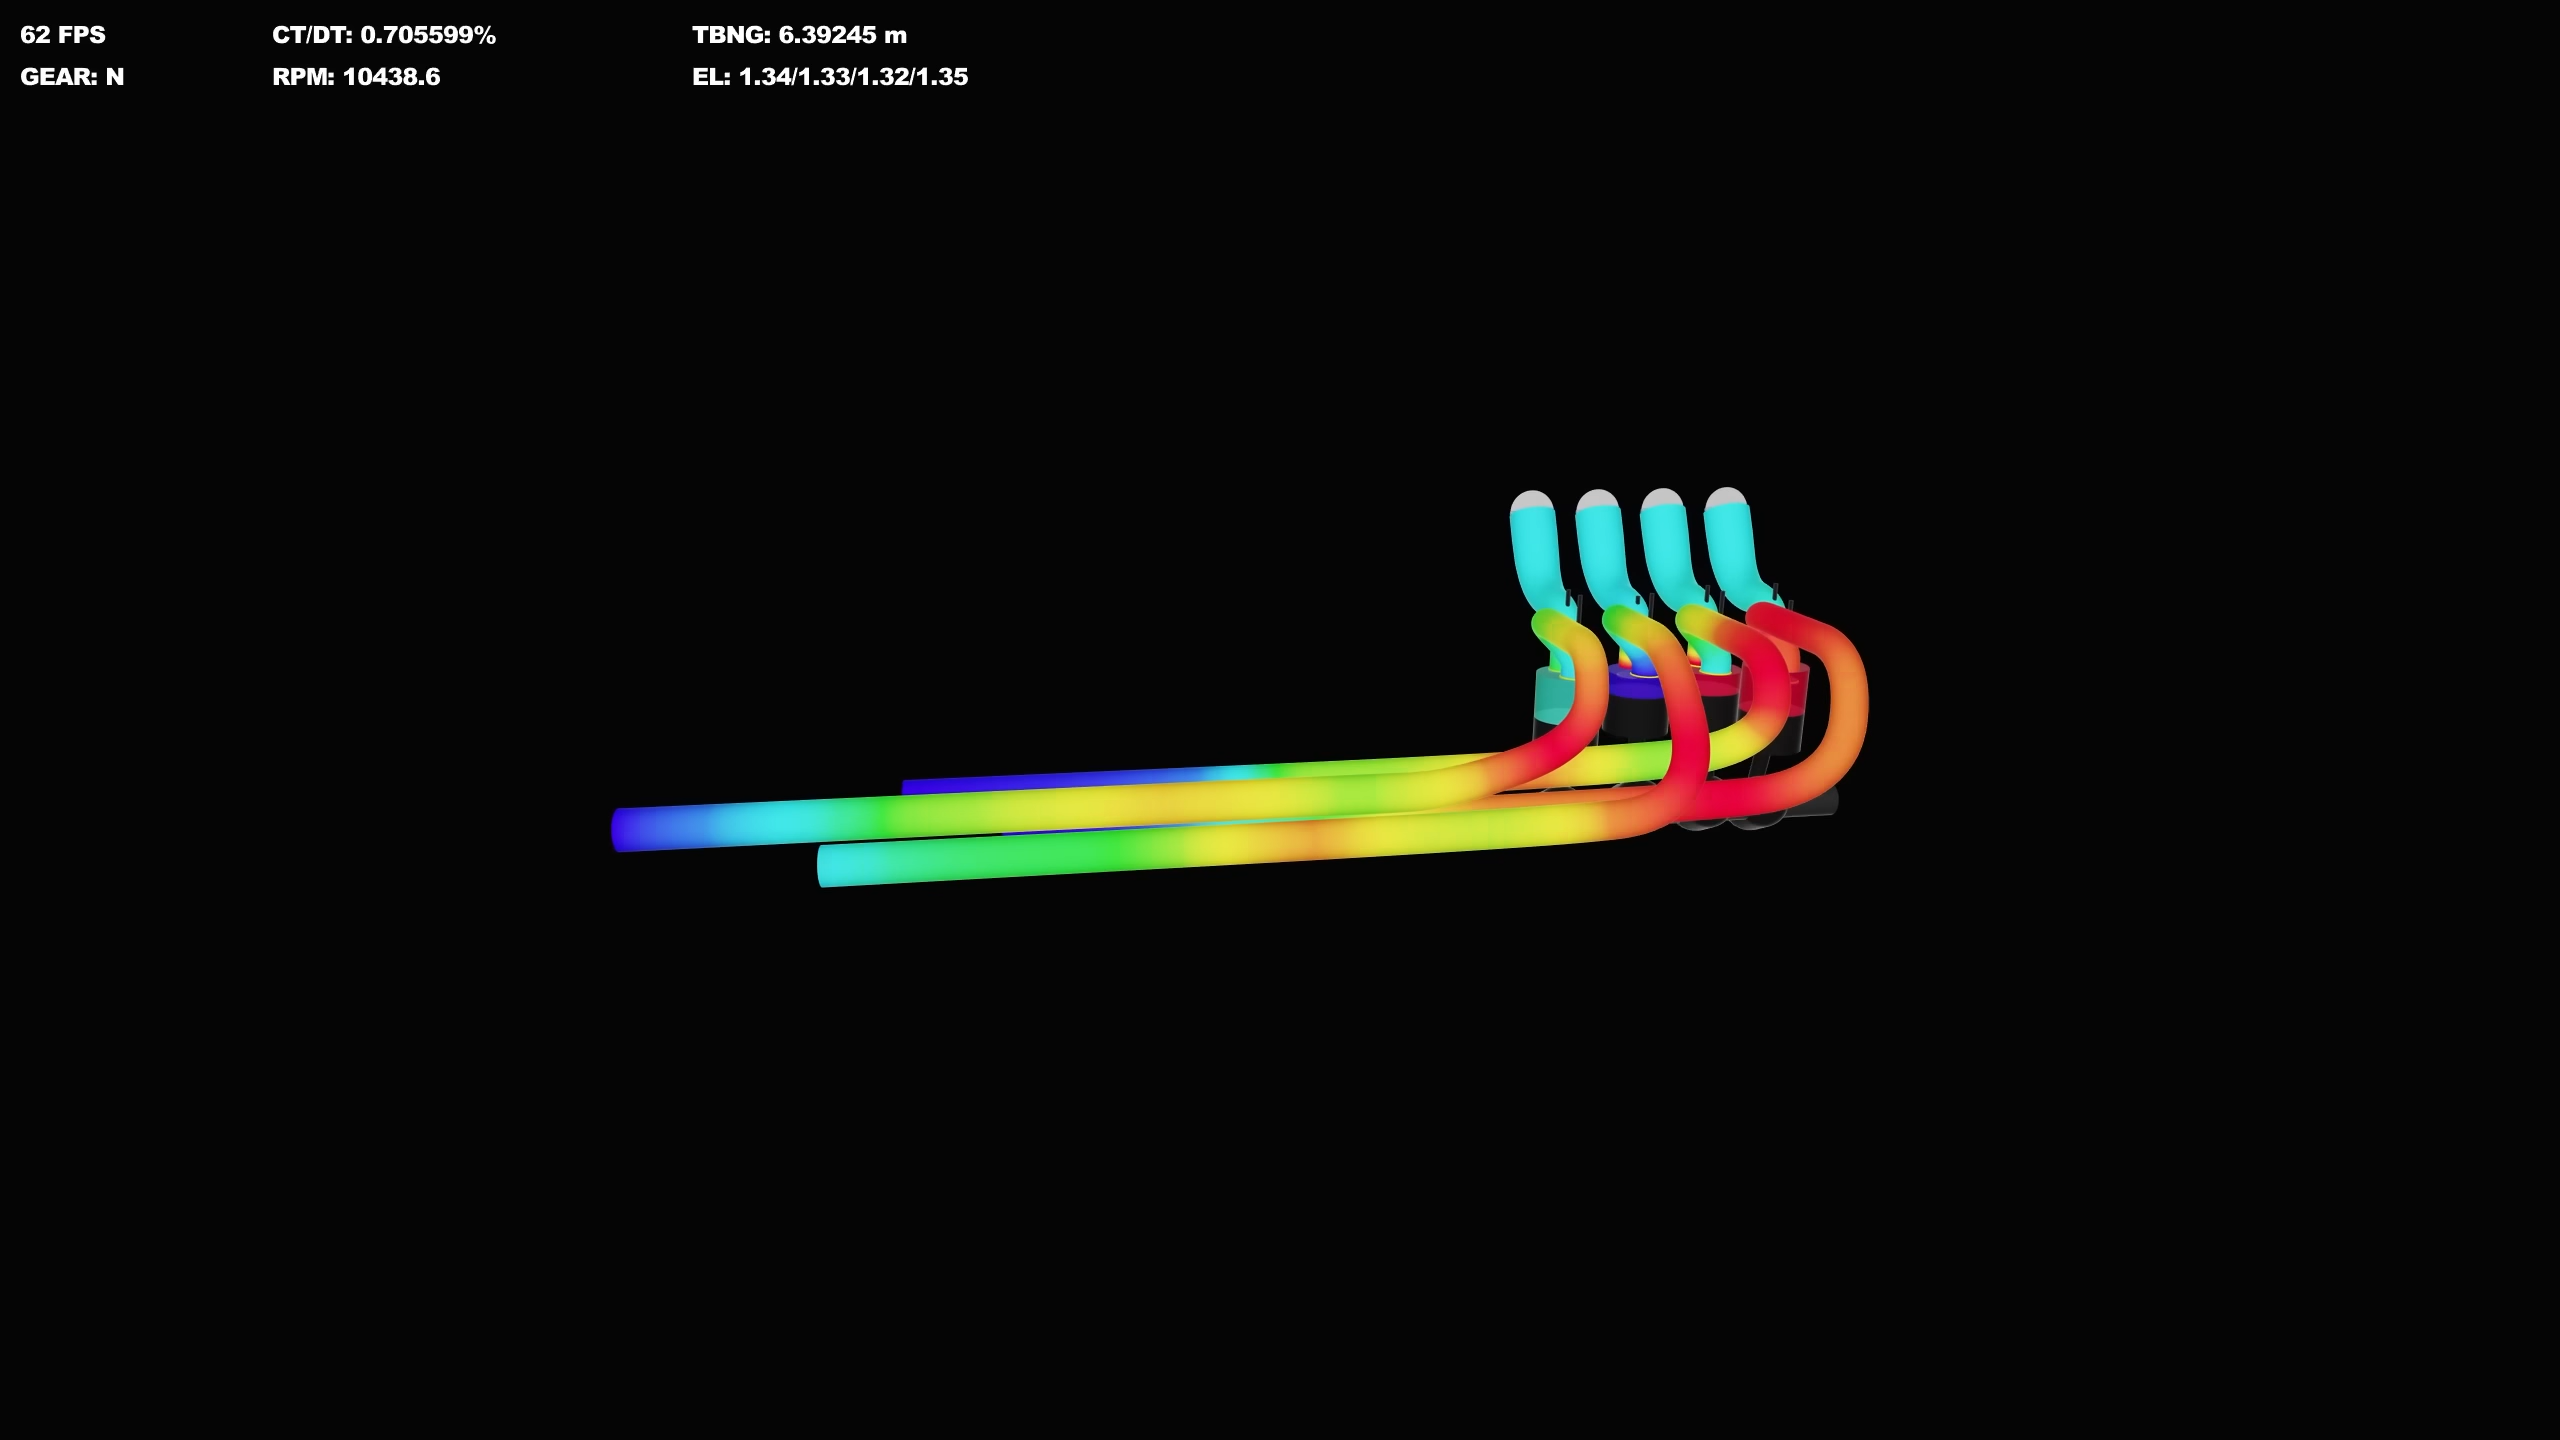 62 FPS CT/DT: 0.705599% TBNG: 6.39245 m
GEAR: N RPM: 10438.6 EL: 1.34/1.33/1.32/1.35